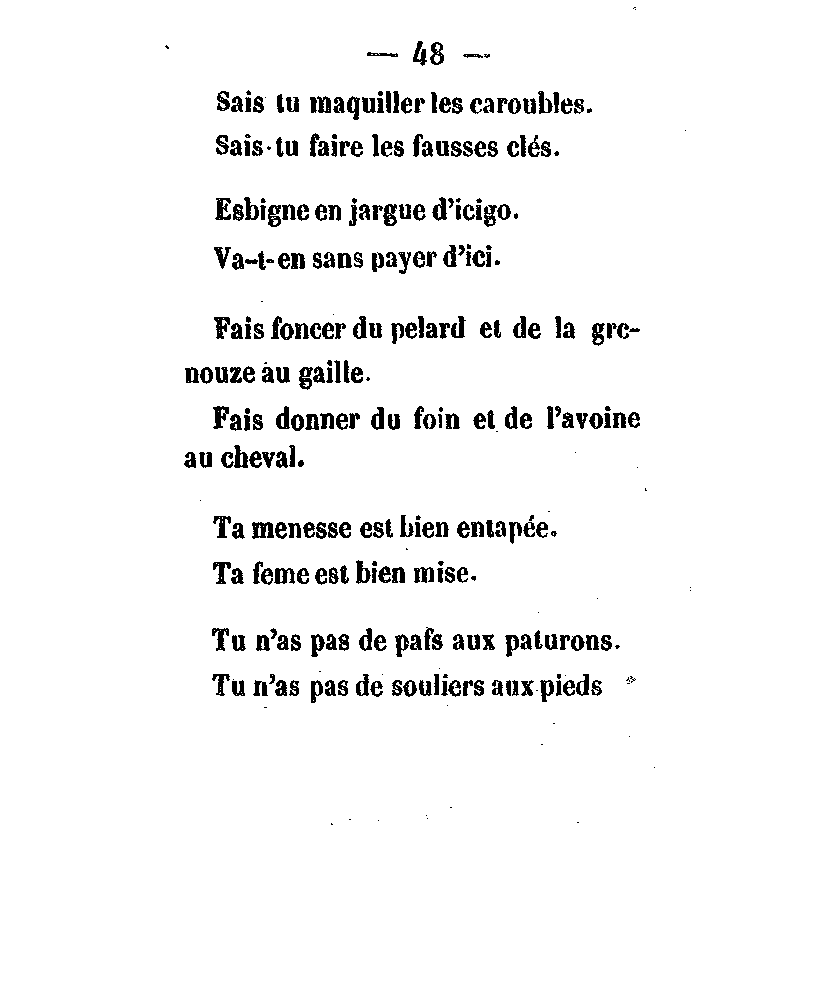 — 48 —
Sais tu maquiller les caroubles.
Sais-tu faire les fausses clés.
Esbigne en jargue d'icigo.
Va-t-en sans payer d'ici.
Fais foncer du pelard et de la gre-
nouze au gaille.
Fais donner du foin et de l'avoine
au cheval.
Ta menesse est bien entapée.
Ta feme est bien mise.
Tu n'as pas de pafs aux paturons.
Tu n'as pas de souliers aux pieds